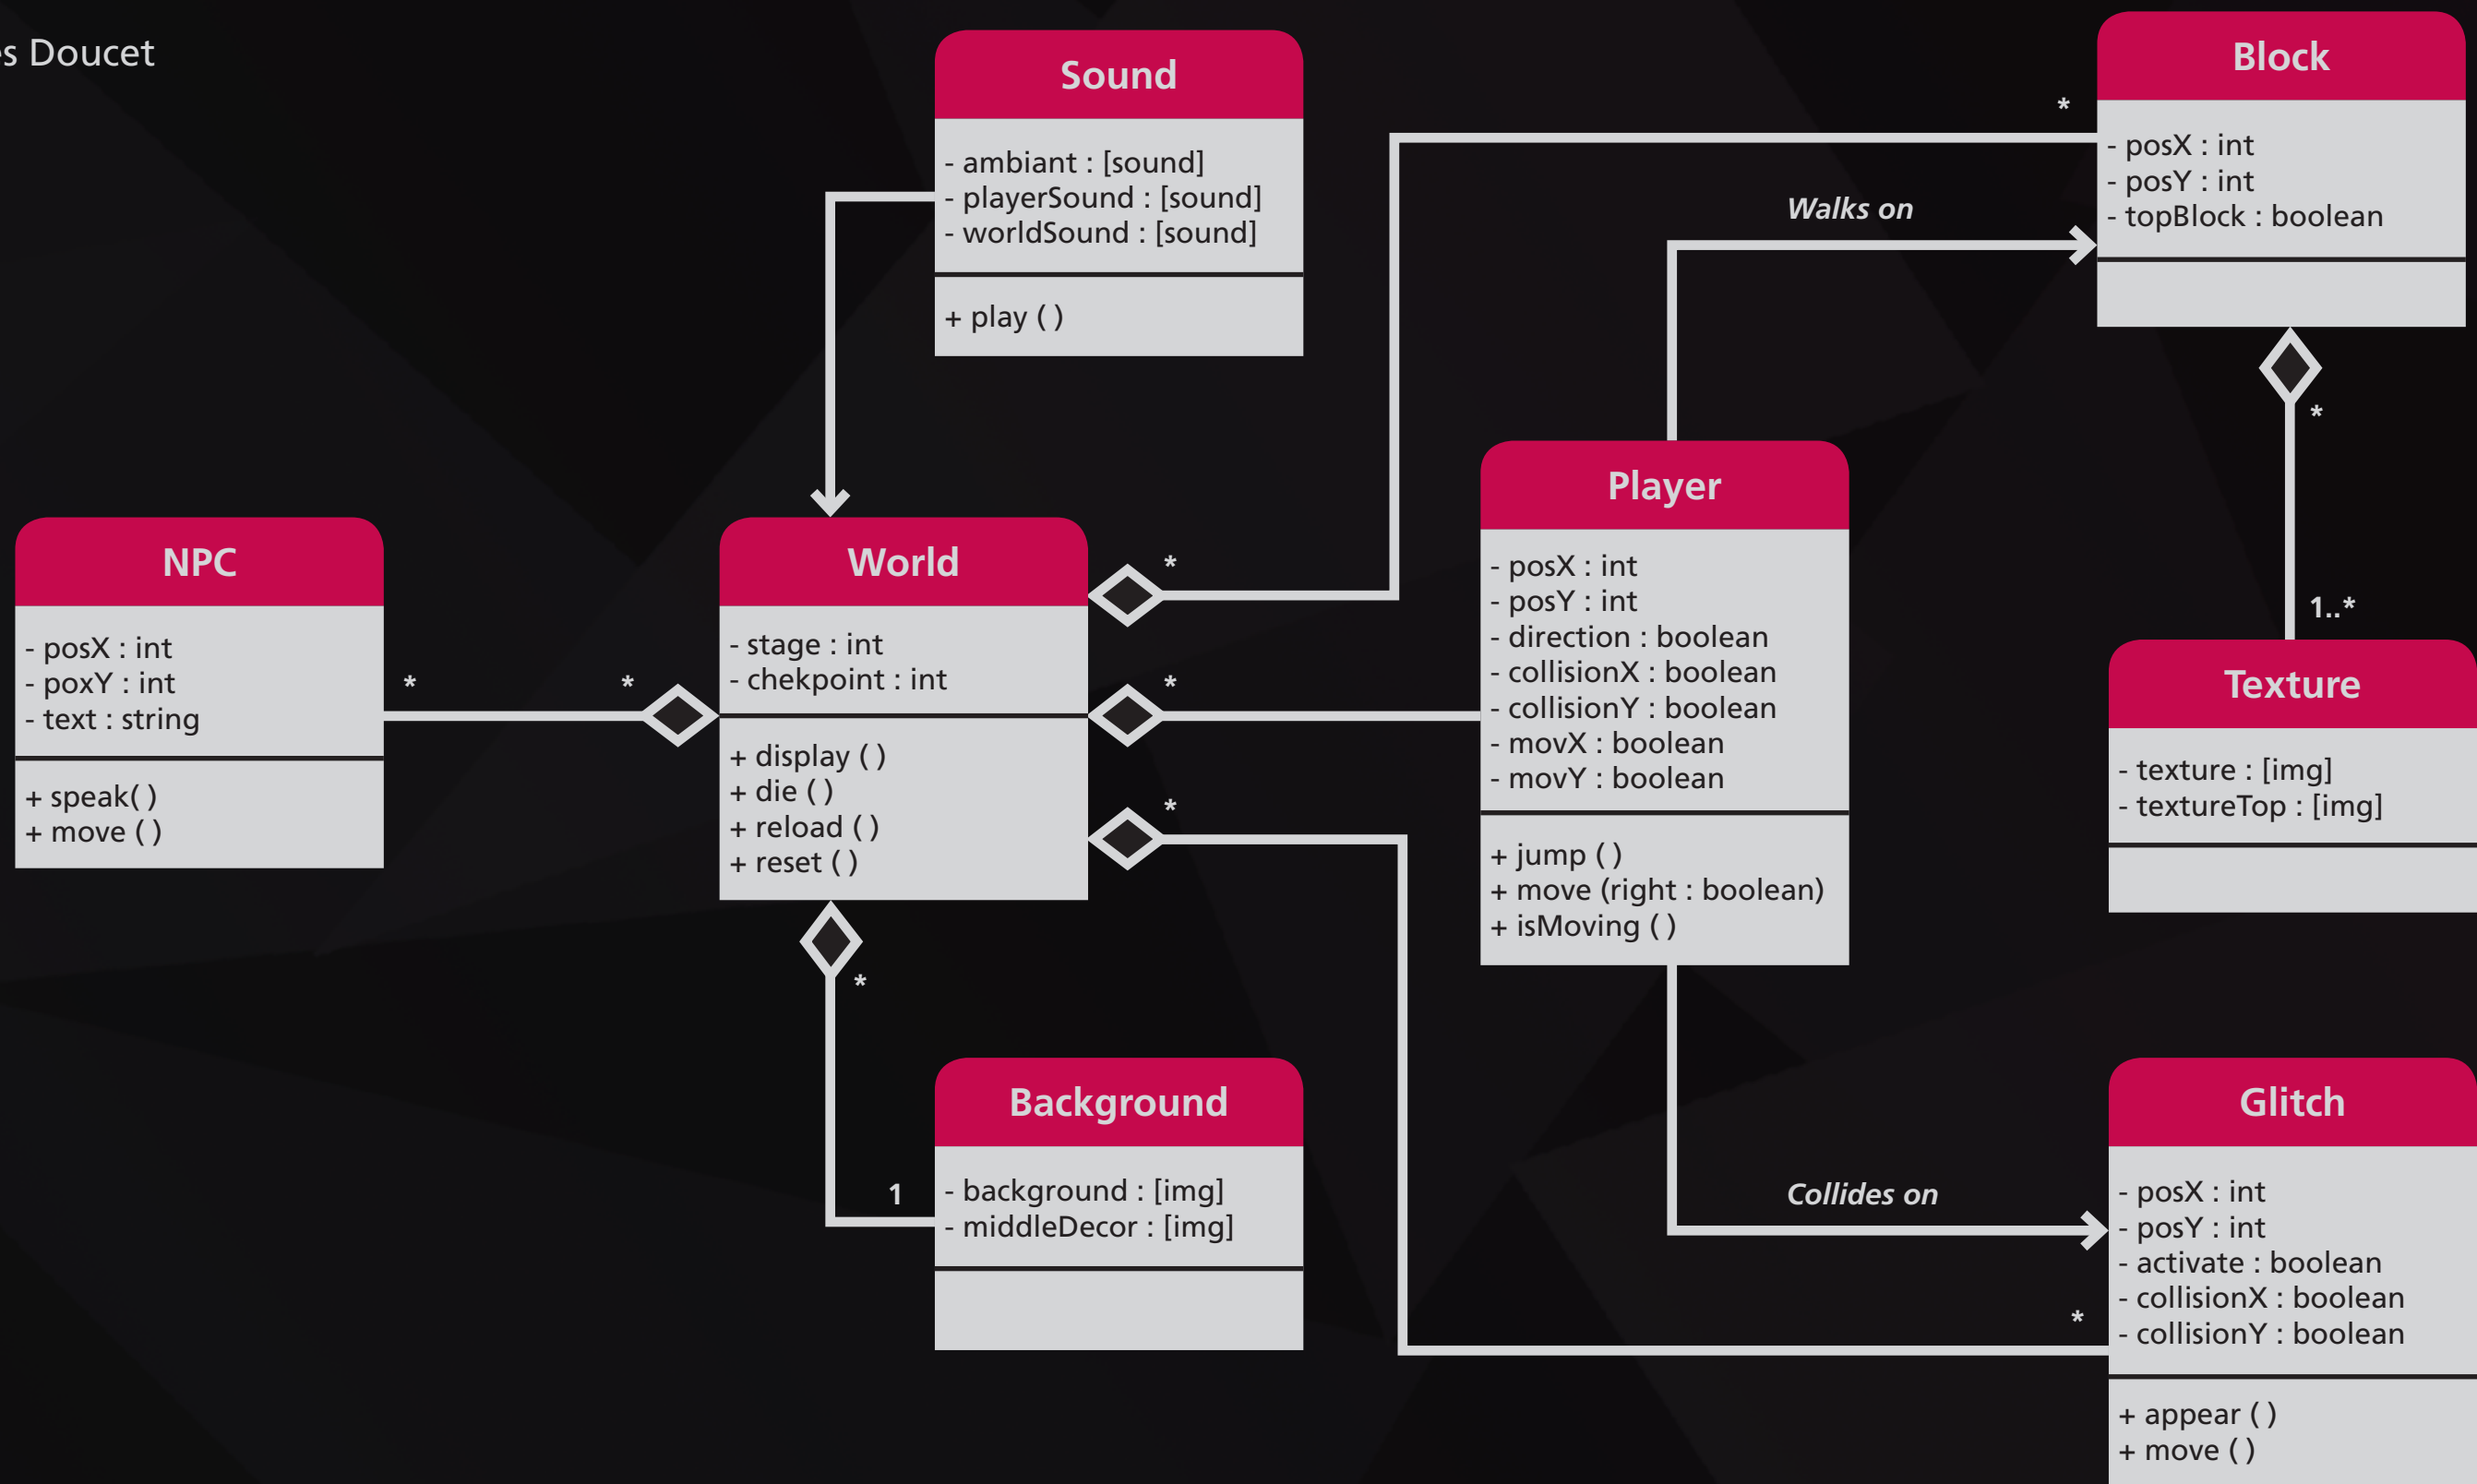 es Doucet
Sound
- ambiant : [sound]
- playerSound : [sound]
- worldSound : [sound]
+ play ( )
Block
*
- posX : int
- posY : int
- topBlock : boolean
Walks on
*
1..*
NPC
- posX : int
- poxY : int
- text : string
+ speak( )
+ move ( )
*
*
World
- stage : int
- chekpoint : int
+ display ( )
+ die ( )
+ reload ( )
+ reset ( )
*
*
*
*
1
Player
- posX : int
- posY : int
- direction : boolean
- collisionX : boolean
- collisionY : boolean
- movX : boolean
- movY : boolean
+ jump ( )
+ move (right : boolean)
+ isMoving ( )
Texture
- texture : [img]
- textureTop : [img]
Background
- background : [img]
- middleDecor : [img]
Collides on
*
Glitch
- posX : int
- posY : int
- activate : boolean
- collisionX : boolean
- collisionY : boolean
+ appear ( )
+ move ( )